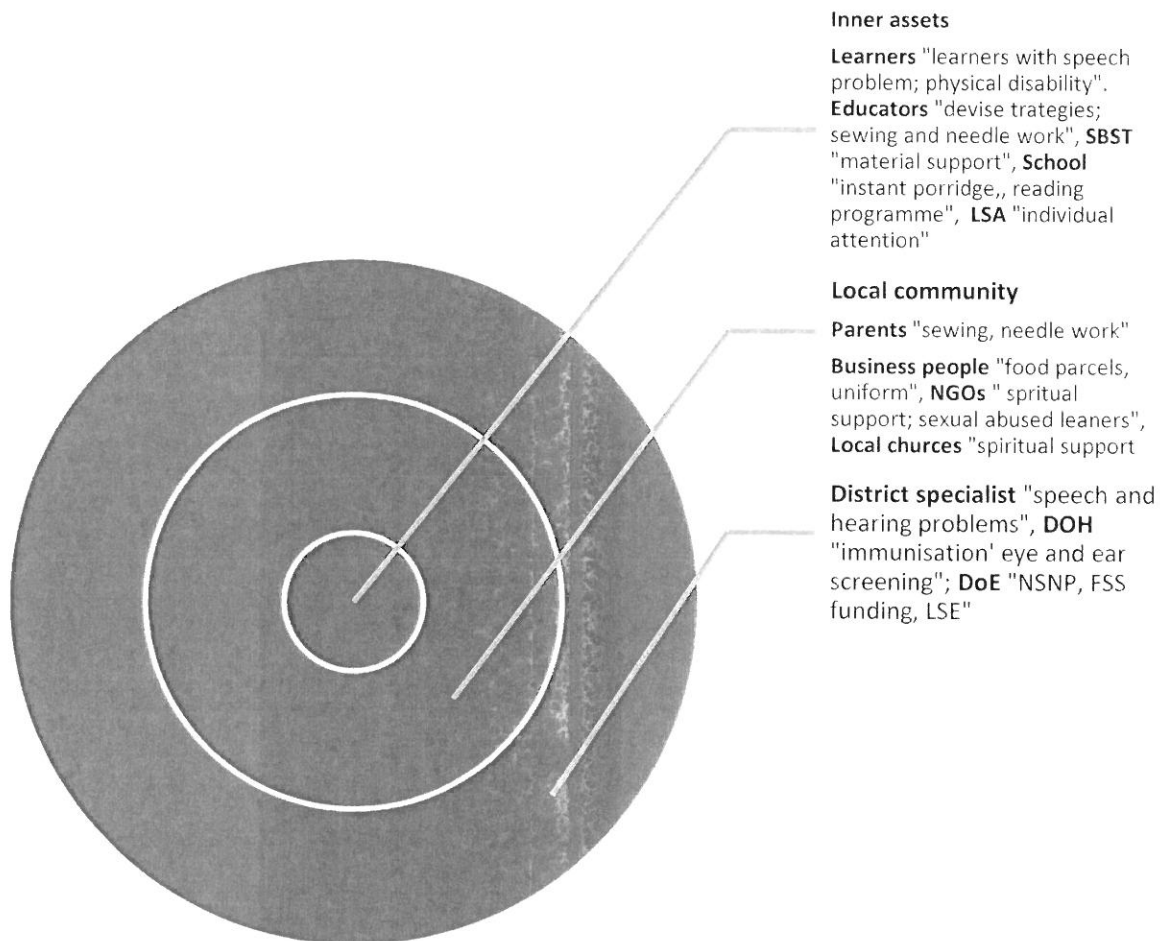 Inner assets
Learners "learners with speech
problem; physical disability".
Educators "devise trategies;
sewing and needle work", SBST
"material support", School
"instant porridge,, reading
programme", LSA "individual
attention"
Local community
Parents "sewing, needle work"
Business people "food parcels,
uniform", NGOs " spritual
support; sexual abused leaners",
Local churces "spiritual support
District specialist "speech and
hearing problems", DOH
"immunisation' eye and ear
screening"; DoE "NSNP, FSS
funding, LSE"